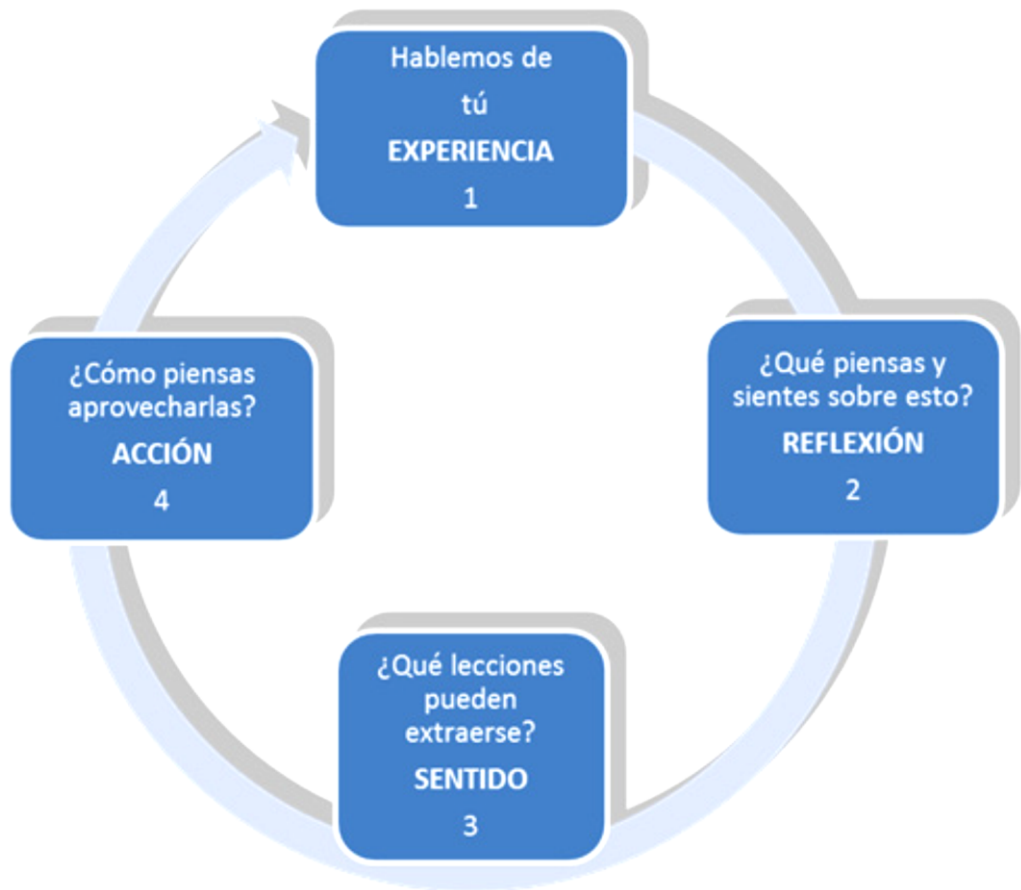 Hablemos de
tú
EXPERIENCIA
1
¿Qué piensas y
sientes sobre esto?
REFLEXIÓN
2
¿Qué lecciones
pueden
extraerse?
SENTIDO
3
¿Cómo piensas
aprovecharlas?
ACCIÓN
4